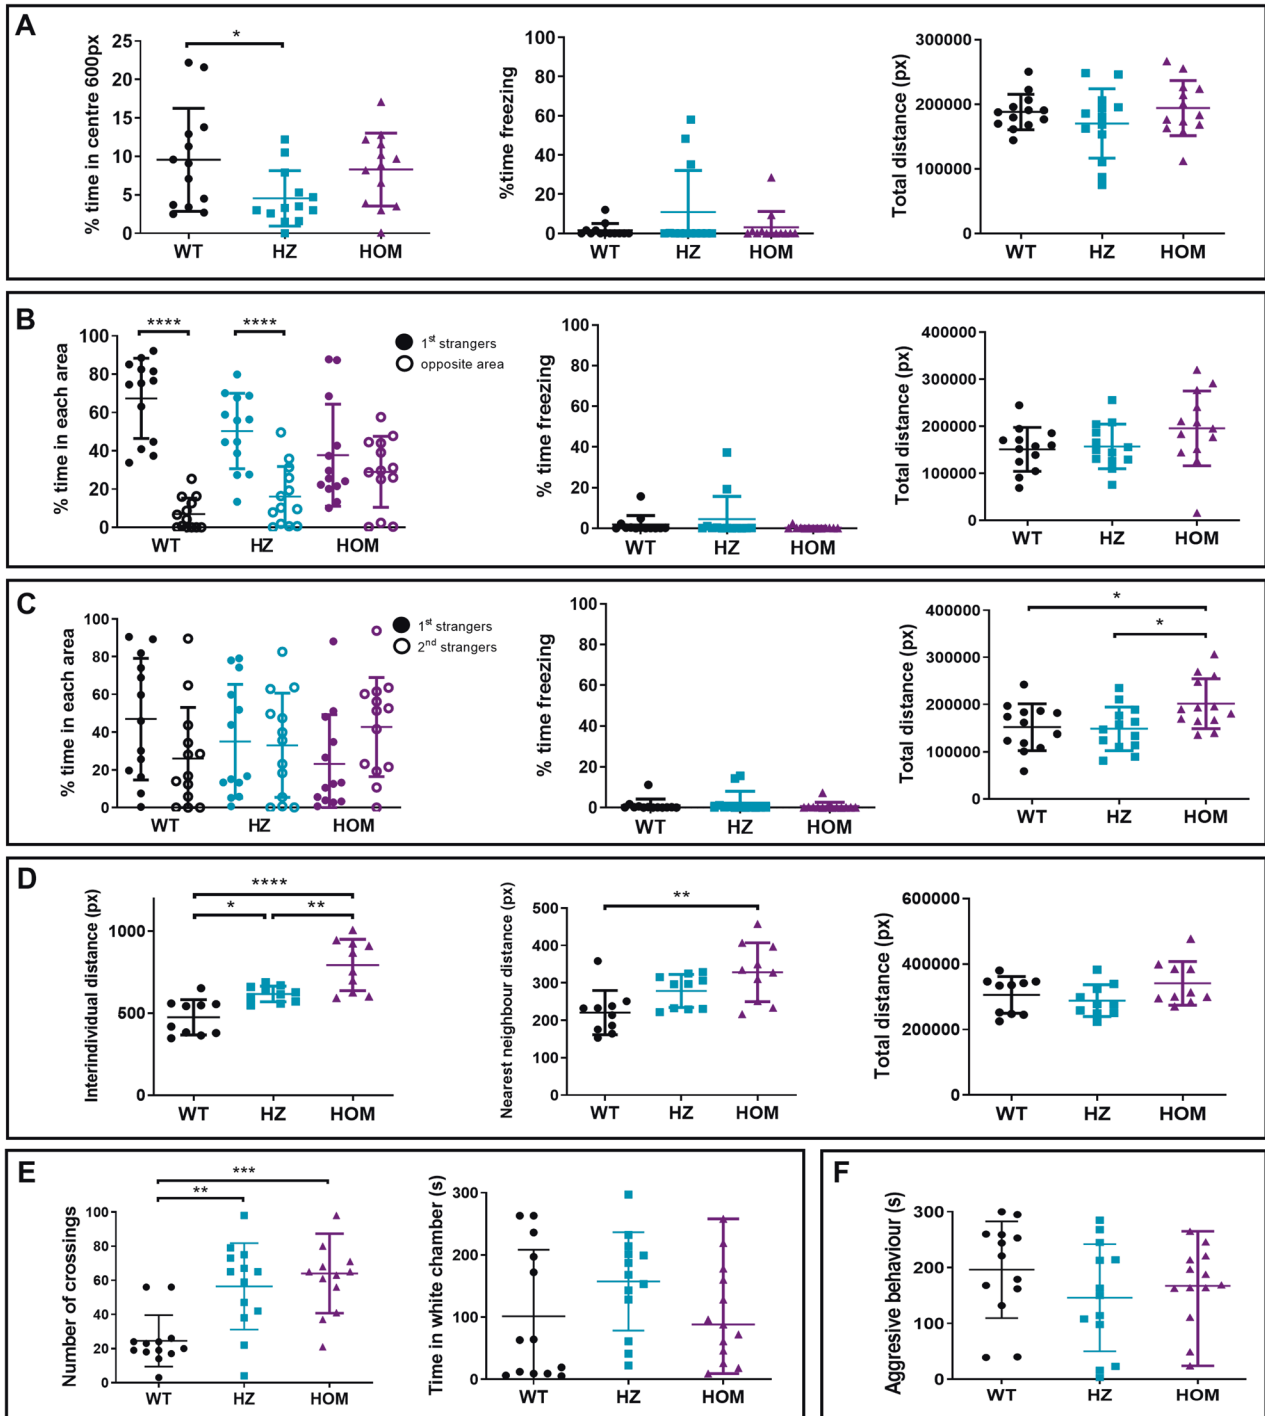 A
% time in centre 600px
25
20
15
10
5
0
*
WT HZ HOM
%time freezing
100
80
60
40
20
0
WT HZ HOM
Total distance (px)
300000
200000
100000
0
WT HZ HOM
B
% time in each area
100
80
60
40
20
0
**** ****
1st strangers
opposite area
WT HZ HOM
% time freezing
100
80
60
40
20
0
WT HZ HOM
Total distance (px)
400000
300000
200000
100000
0
WT HZ HOM
C
% time in each area
100
80
60
40
20
0
1st strangers
2nd strangers
WT HZ HOM
% time freezing
100
80
60
40
20
0
WT HZ HOM
Total distance (px)
400000
300000
200000
100000
0
*
*
WT HZ HOM
D
Interindividual distance (px)
1000
500
0
****
* **
WT HZ HOM
Nearest neighbour distance (px)
500
400
300
200
100
0
**
WT HZ HOM
Total distance (px)
600000
400000
200000
0
WT HZ HOM
E
Number of crossings
100
80
60
40
20
0
***
**
WT HZ HOM
Time in white chamber (s)
300
200
100
0
WT HZ HOM
F
Aggresive behaviour (s)
300
200
100
0
WT HZ HOM